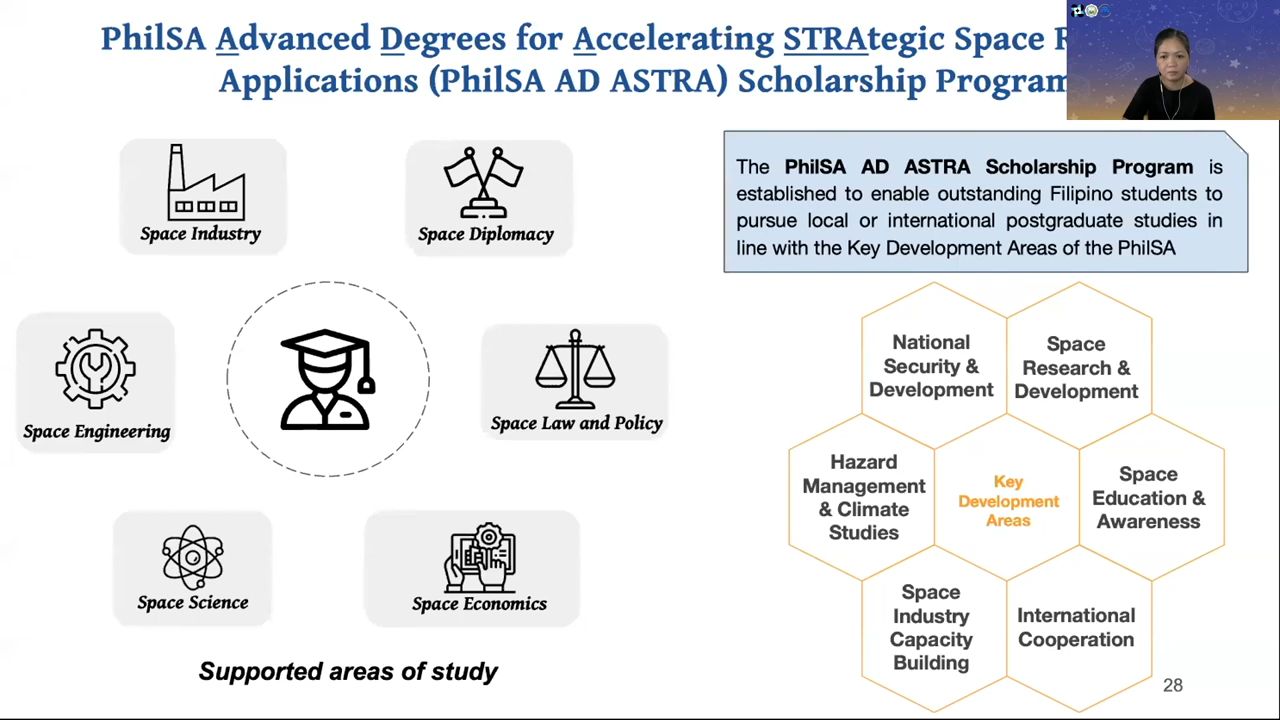 PhilSA Advanced Degrees for Accelerating STRAtegic Space
Applications (PhilSA AD ASTRA) Scholarship Program
Space Industry
Space Diplomacy
Space Engineering
Space Law and Policy
Space Science
Space Economics
Supported areas of study
The PhilSA AD ASTRA Scholarship Program is
established to enable outstanding Filipino students to
pursue local or international postgraduate studies in
line with the Key Development Areas of the PhilSA
National
Security &
Development
Space
Research &
Development
Hazard
Management
& Climate
Studies
Key
Development
Areas
Space
Education &
Awareness
Space
Industry
Capacity
Building
International
Cooperation
28